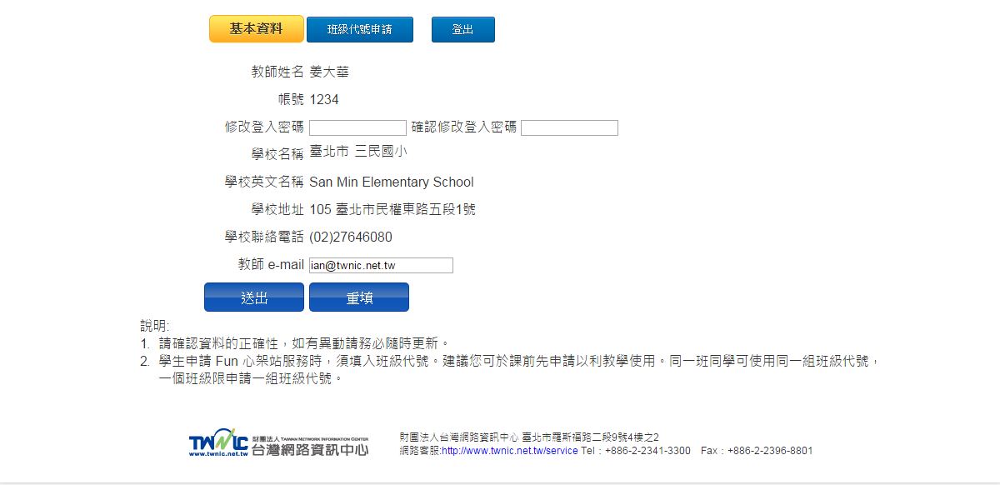 基本資料 班級代號申請 登出
教師姓名 姜大華
帳號 1234
修改登入密碼 確認修改登入密碼
學校名稱 臺北市 三民國小
學校英文名稱 San Min Elementary School
學校地址 105 臺北市民權東路五段1號
學校聯絡電話 (02)27646080
教師 e-mail ian@twnic.net.tw
送出 重填
說明:
1. 請確認資料的正確性，如有異動請務必隨時更新。
2. 學生申請 Fun 心架站服務時，須填入班級代號。建議您可於課前先申請以利教學使用。同一班同學可使用同一組班級代號，
一個班級限申請一組班級代號。
TWNIC 財團法人 TAIWAN NETWORK INFORMATION CENTER
www.twnic.net.tw 台灣網路資訊中心
財團法人台灣網路資訊中心 臺北市羅斯福路二段9號4樓之2
網路客服:http://www.twnic.net.tw/service Tel：+886-2-2341-3300 Fax：+886-2-2396-8801